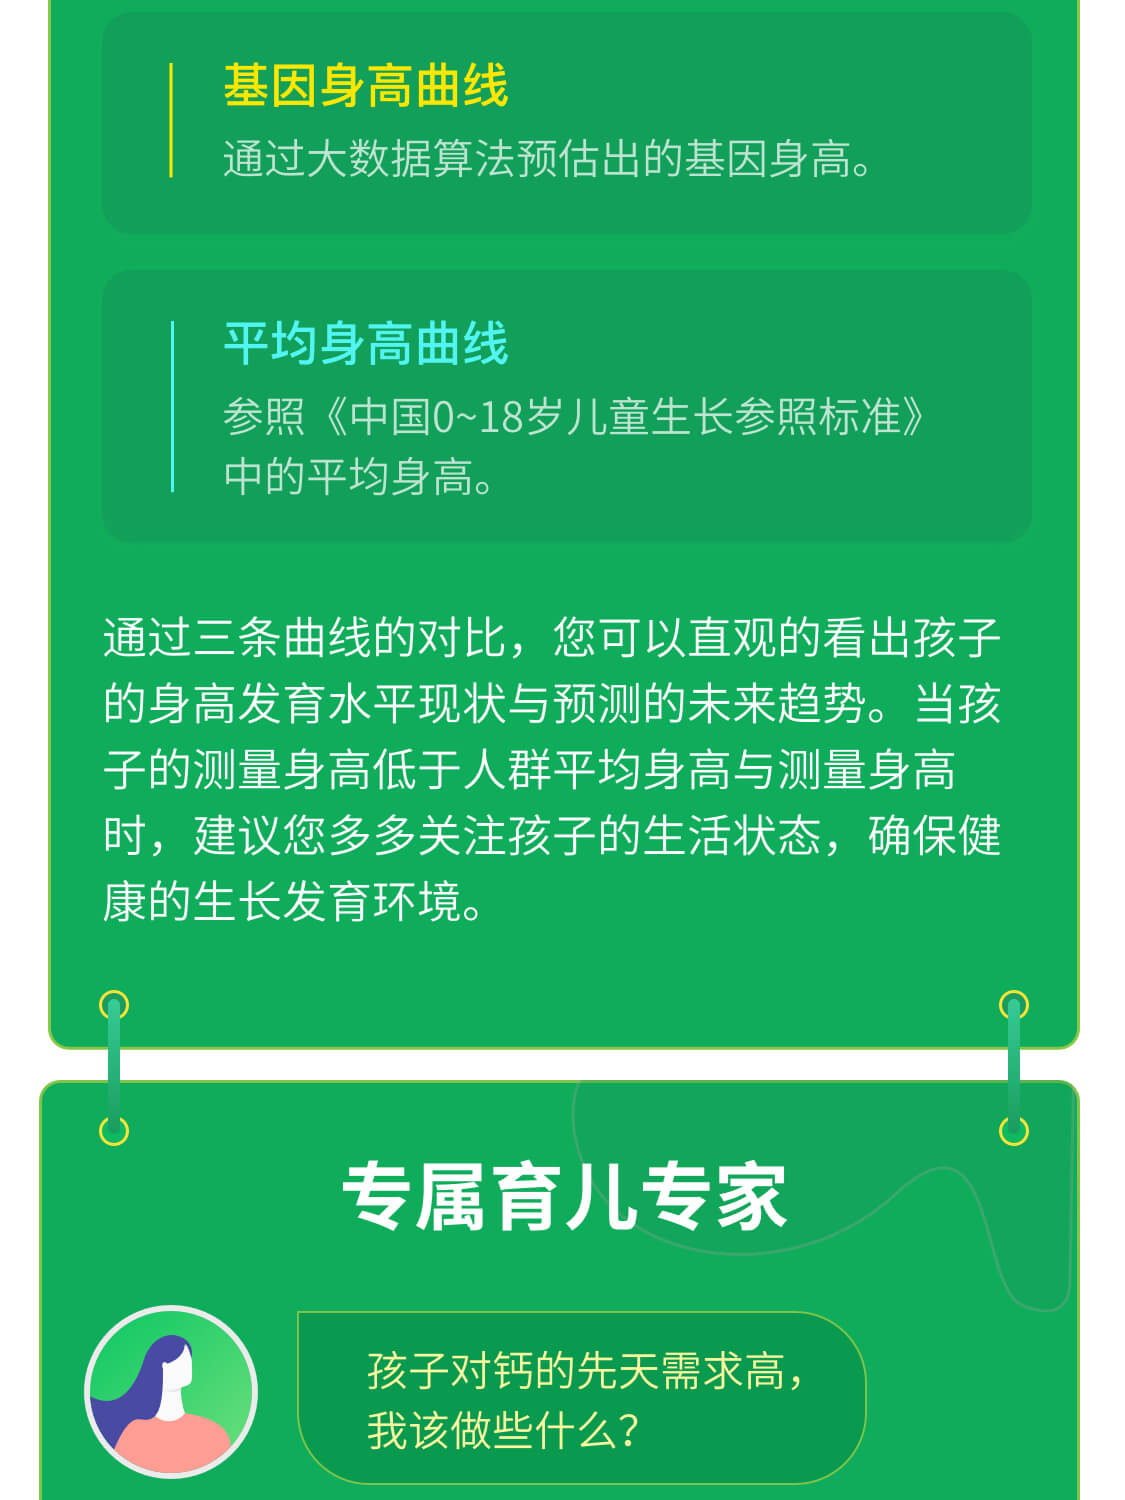 基因身高曲线
通过大数据算法预估出的基因身高。
平均身高曲线
参照《中国0~18岁儿童生长参照标准》
中的平均身高。
通过三条曲线的对比，您可以直观的看出孩子
的身高发育水平现状与预测的未来趋势。当孩
子的测量身高低于人群平均身高与测量身高
时，建议您多多关注孩子的生活状态，确保健
康的生长发育环境。
专属育儿专家
孩子对钙的先天需求高，
我该做些什么？